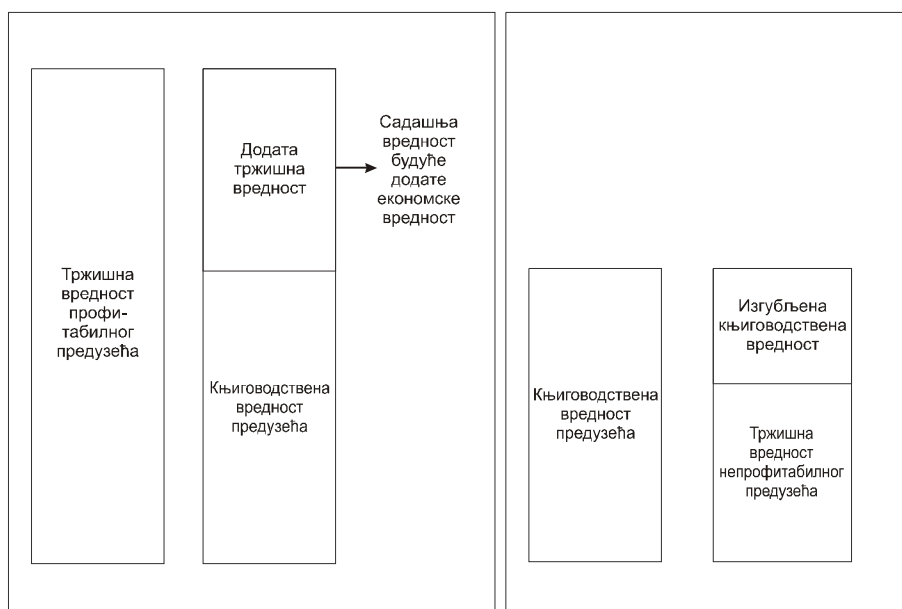 Тржишна
вредност
профи-
табилног
предузећа
Додата
тржишна
вредност
Књиговодствена
вредност
предузећа
Садашња
вредност
будуће
додате
економске
вредност
Књиговодствена
вредност
предузећа
Изгубљена
књиговодствена
вредност
Тржишна
вредност
непрофитабилног
предузећа